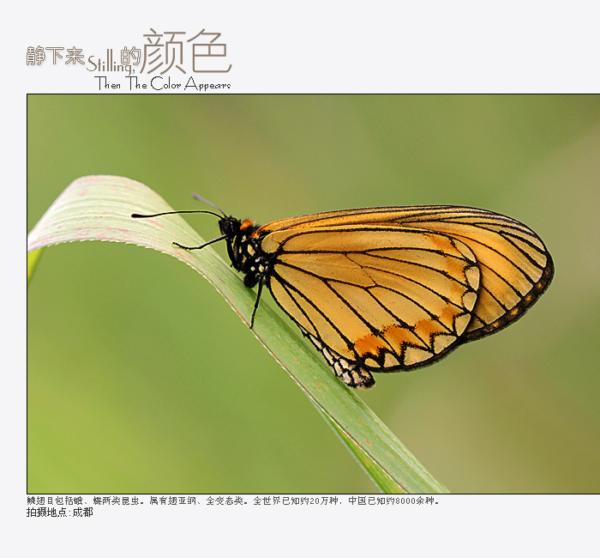 静下来 Stilling, 的颜色
Then The Color Appears
鳞翅目包括蛾、蝶两类昆虫。属有翅亚纲、全变态类。全世界已知约20万种，中国已知约8000余种。
拍摄地点:成都